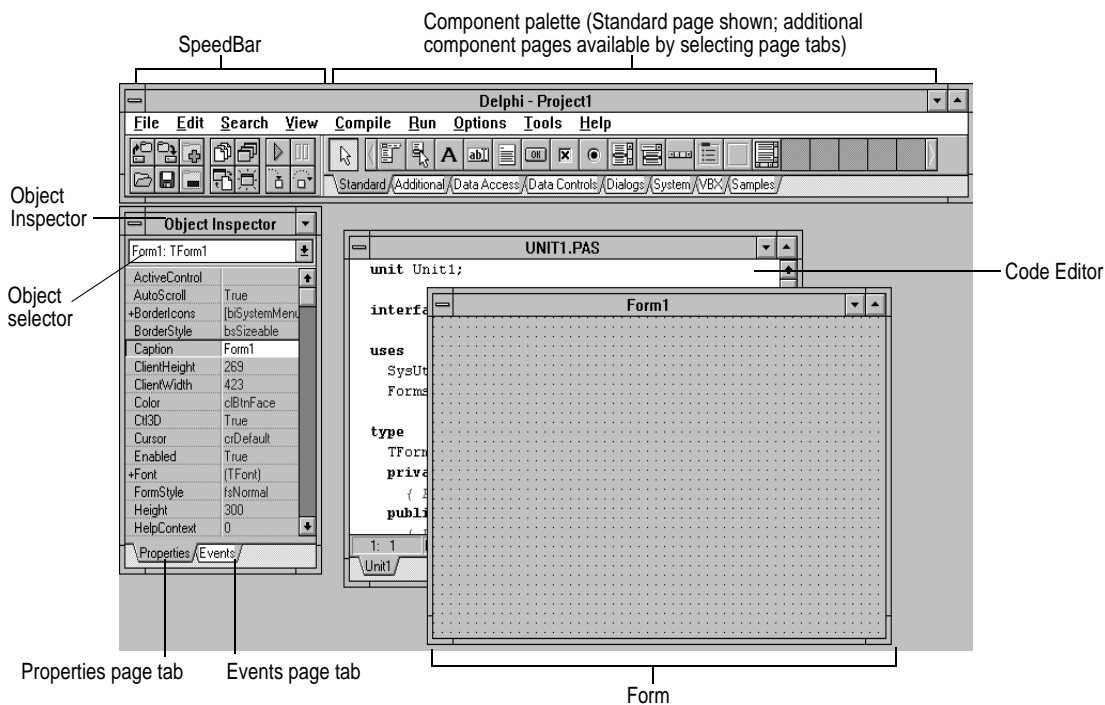 Component palette (Standard page shown; additional
component pages available by selecting page tabs)
SpeedBar
Delphi - Project1
File Edit Search View Compile Run Options Tools Help
A ab OK
Standard Additional Data Access Data Controls Dialogs System VBX Samples
Object
Inspector
Object Inspector
Form1: TForm1
Object
selector
ActiveControl
AutoScroll True
+BorderIcons [biSystemMenu
BorderStyle bsSizeable
Caption Form1
ClientHeight 269
ClientWidth 423
Color clBtnFace
Ctl3D True
Cursor crDefault
Enabled True
+Font (TFont)
FormStyle fsNormal
Height 300
HelpContext 0
Properties Events
UNIT1.PAS
Code Editor
unit Unit1;
interfa
uses
SysUt
Forms
type
TForm
priva
{
publi
{
1: 1
Unit1
Form1
Properties page tab
Events page tab
Form